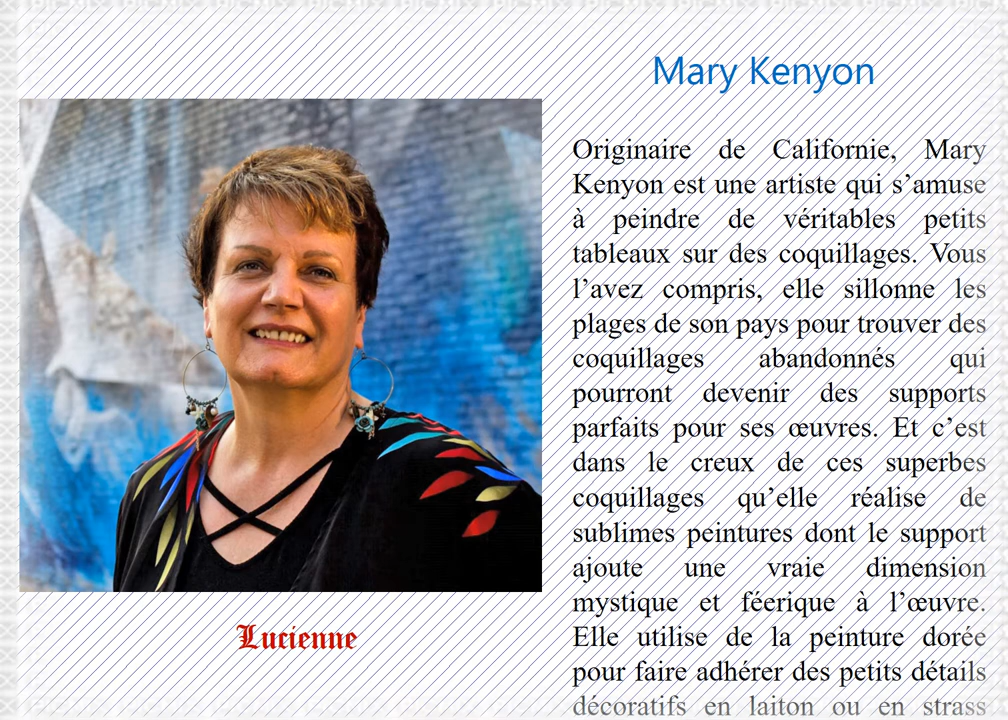 Mary Kenyon
Originaire de Californie, Mary
Kenyon est une artiste qui s’amuse
à peindre de véritables petits
tableaux sur des coquillages. Vous
l’avez compris, elle sillonne les
plages de son pays pour trouver des
coquillages abandonnés qui
pourront devenir des supports
parfaits pour ses œuvres. Et c’est
dans le creux de ces superbes
coquillages qu’elle réalise de
sublimes peintures dont le support
ajoute une vraie dimension
mystique et féerique à l’œuvre.
Elle utilise de la peinture dorée
pour faire adhérer des petits détails
décoratifs en laiton ou en strass
Lucienne